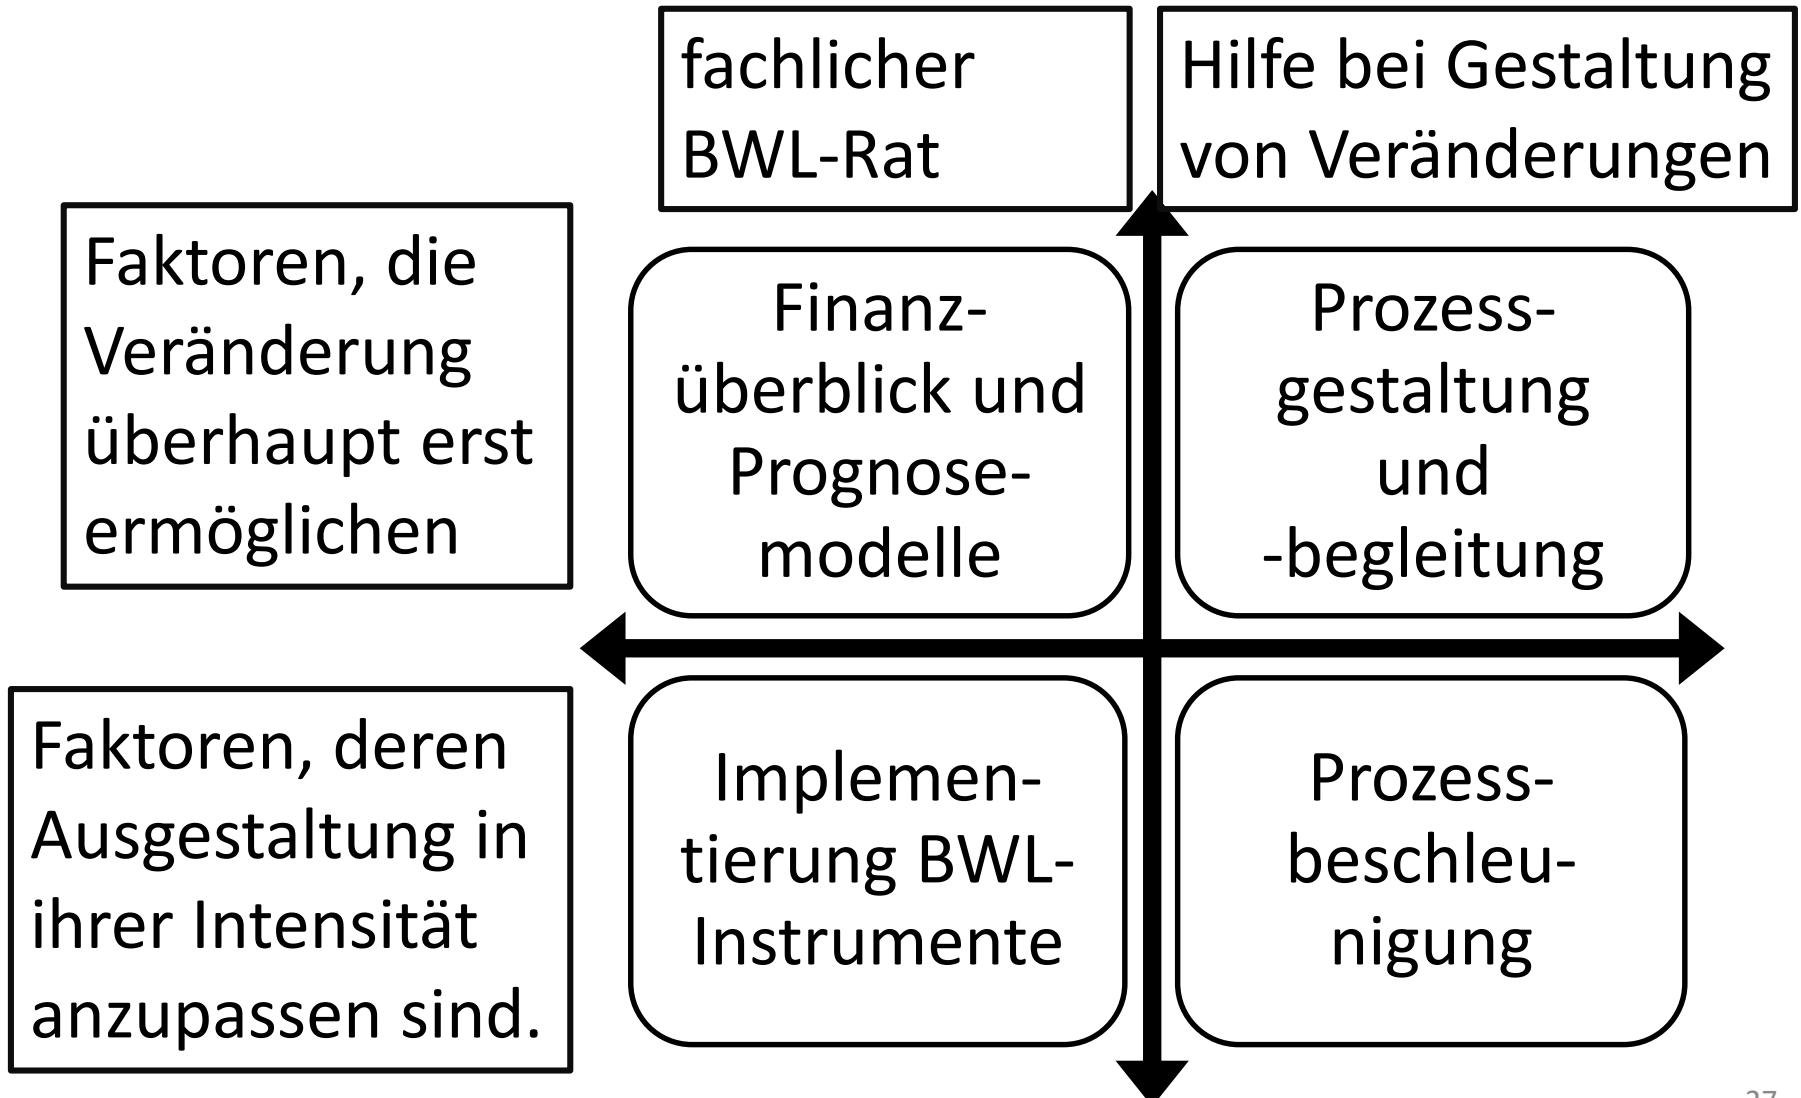 fachlicher
BWL-Rat
Hilfe bei Gestaltung
von Veränderungen
Faktoren, die
Veränderung
überhaupt erst
ermöglichen
Finanz-
überblick und
Prognose-
modelle
Prozess-
gestaltung
und
-begleitung
Faktoren, deren
Ausgestaltung in
ihrer Intensität
anzupassen sind.
Implemen-
tierung BWL-
Instrumente
Prozess-
beschleu-
nigung